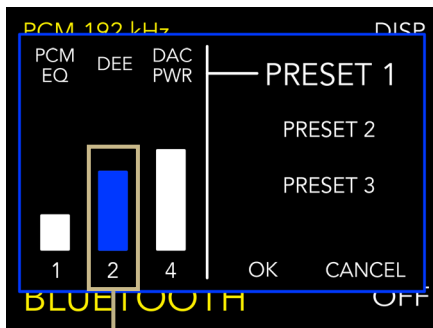 PCM 192 kHz DISP
PCM EQ DEE DAC PWR
PRESET 1
PRESET 2
PRESET 3
1 2 4
OK CANCEL
BLUETOOTH OFF